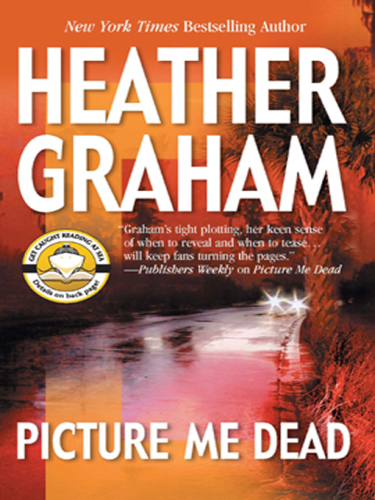 New York Times Bestselling Author
HEATHER
GRAHAM
"Graham's tight plotting, her keen sense
of when to reveal and when to tease...
will keep fans turning the pages."
—Publishers Weekly on Picture Me Dead
GET CAUGHT READING AT SEA
Details on back page!
PICTURE ME DEAD